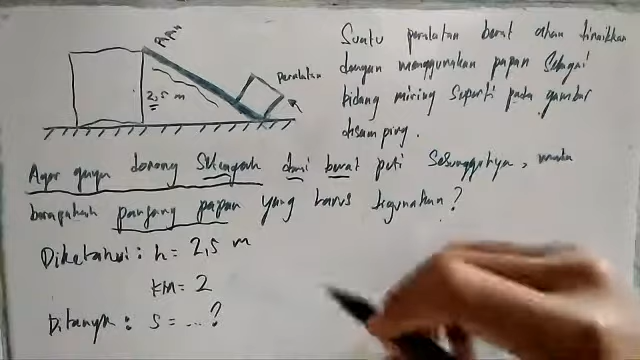 papan
peralatan
2,5 m
Suatu peralatan berat akan dinaikkan
dengan menggunakan papan sebagai
bidang miring seperti pada gambar
disamping.
Agar gaya dorong setengah dari berat peti sesungguhnya, maka
berapakah panjang papan yang harus digunakan?
Diketahui : h = 2,5 m
KM = 2
Ditanya : s = ... ?